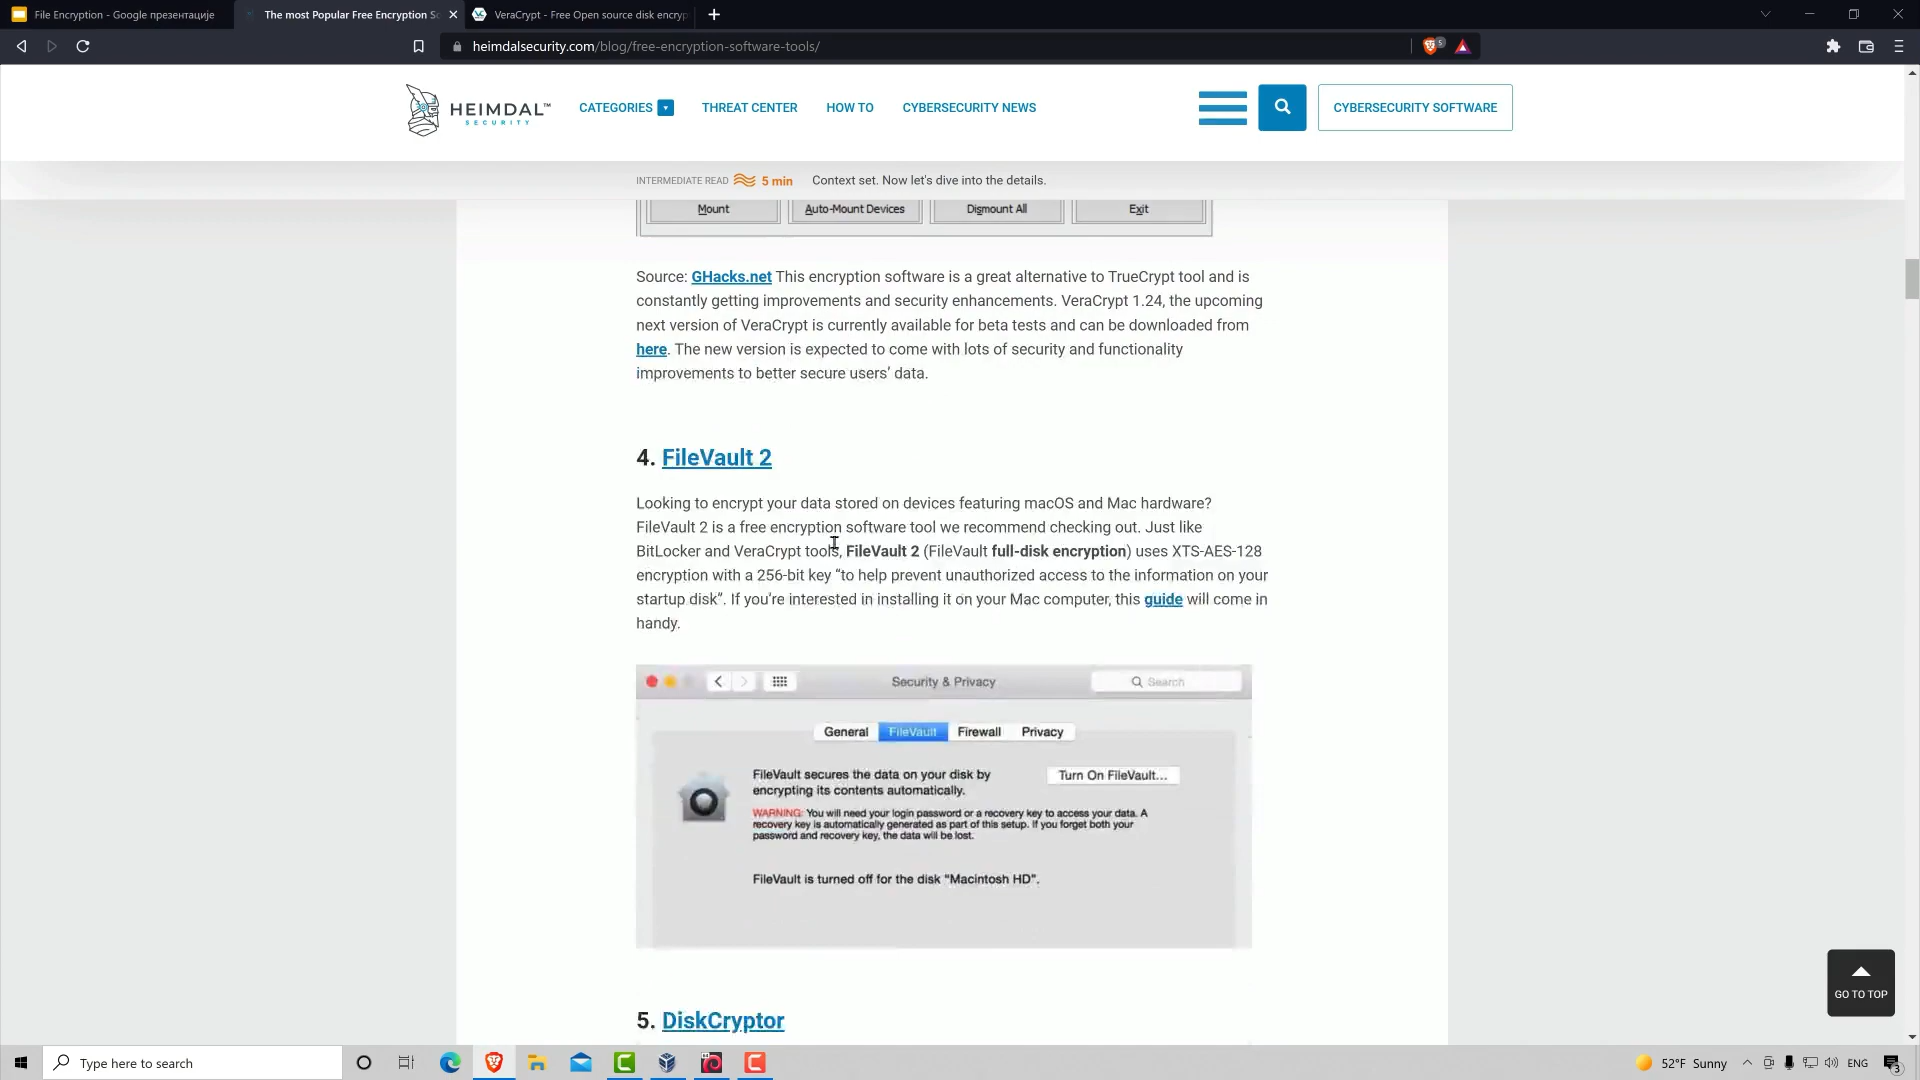 File Encryption - Google презентације
The most Popular Free Encryption So
VeraCrypt - Free Open source disk encryp
heimdalsecurity.com/blog/free-encryption-software-tools/
5
HEIMDAL™
SECURITY
CATEGORIES
THREAT CENTER
HOW TO
CYBERSECURITY NEWS
CYBERSECURITY SOFTWARE
INTERMEDIATE READ 5 min Context set. Now let's dive into the details.
Mount Auto-Mount Devices Dismount All Exit
Source: GHacks.net This encryption software is a great alternative to TrueCrypt tool and is
constantly getting improvements and security enhancements. VeraCrypt 1.24, the upcoming
next version of VeraCrypt is currently available for beta tests and can be downloaded from
here. The new version is expected to come with lots of security and functionality
improvements to better secure users’ data.
4. FileVault 2
Looking to encrypt your data stored on devices featuring macOS and Mac hardware?
FileVault 2 is a free encryption software tool we recommend checking out. Just like
BitLocker and VeraCrypt tools, FileVault 2 (FileVault full-disk encryption) uses XTS-AES-128
encryption with a 256-bit key “to help prevent unauthorized access to the information on your
startup disk”. If you're interested in installing it on your Mac computer, this guide will come in
handy.
Security & Privacy
Search
General FileVault Firewall Privacy
FileVault secures the data on your disk by
encrypting its contents automatically.
Turn On FileVault...
WARNING: You will need your login password or a recovery key to access your data. A
recovery key is automatically generated as part of this setup. If you forget both your
password and recovery key, the data will be lost.
FileVault is turned off for the disk “Macintosh HD”.
5. DiskCryptor
GO TO TOP
Type here to search
52°F Sunny
ENG
3